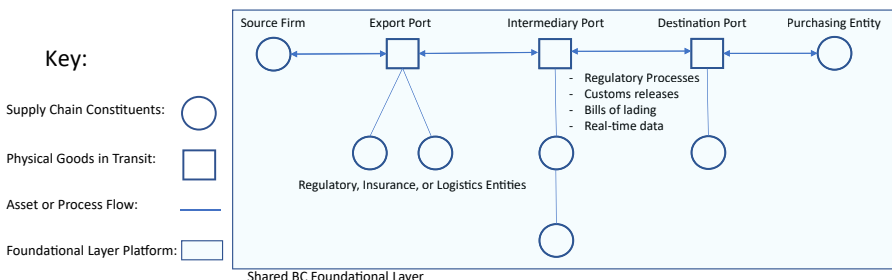 Source Firm
Export Port
Intermediary Port
Destination Port
Purchasing Entity
Key:
- Regulatory Processes
- Customs releases
- Bills of lading
- Real-time data
Supply Chain Constituents:
Physical Goods in Transit:
Regulatory, Insurance, or Logistics Entities
Asset or Process Flow:
Foundational Layer Platform:
Shared BC Foundational Layer